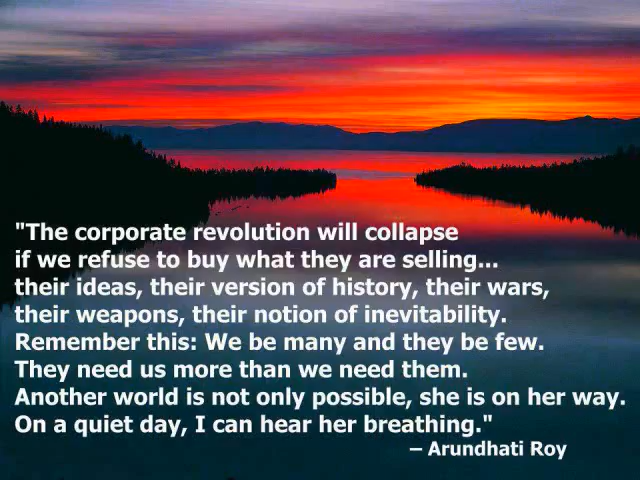 "The corporate revolution will collapse
if we refuse to buy what they are selling...
their ideas, their version of history, their wars,
their weapons, their notion of inevitability.
Remember this: We be many and they be few.
They need us more than we need them.
Another world is not only possible, she is on her way.
On a quiet day, I can hear her breathing."
– Arundhati Roy